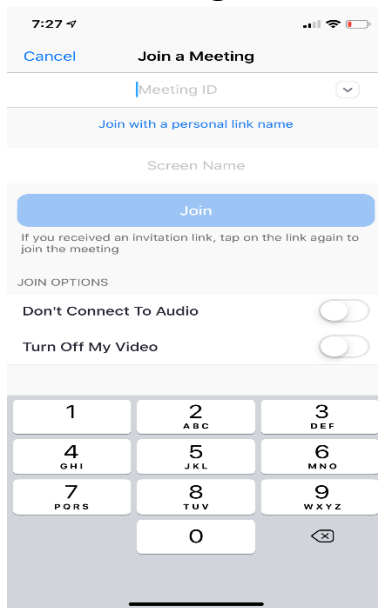 7:27
Cancel
Join a Meeting
Meeting ID
Join with a personal link name
Screen Name
Join
If you received an invitation link, tap on the link again to
join the meeting
JOIN OPTIONS
Don't Connect To Audio
Turn Off My Video
1
2
3
ABC
DEF
4
5
6
GHI
JKL
MNO
7
8
9
PQRS
TUV
WXYZ
0